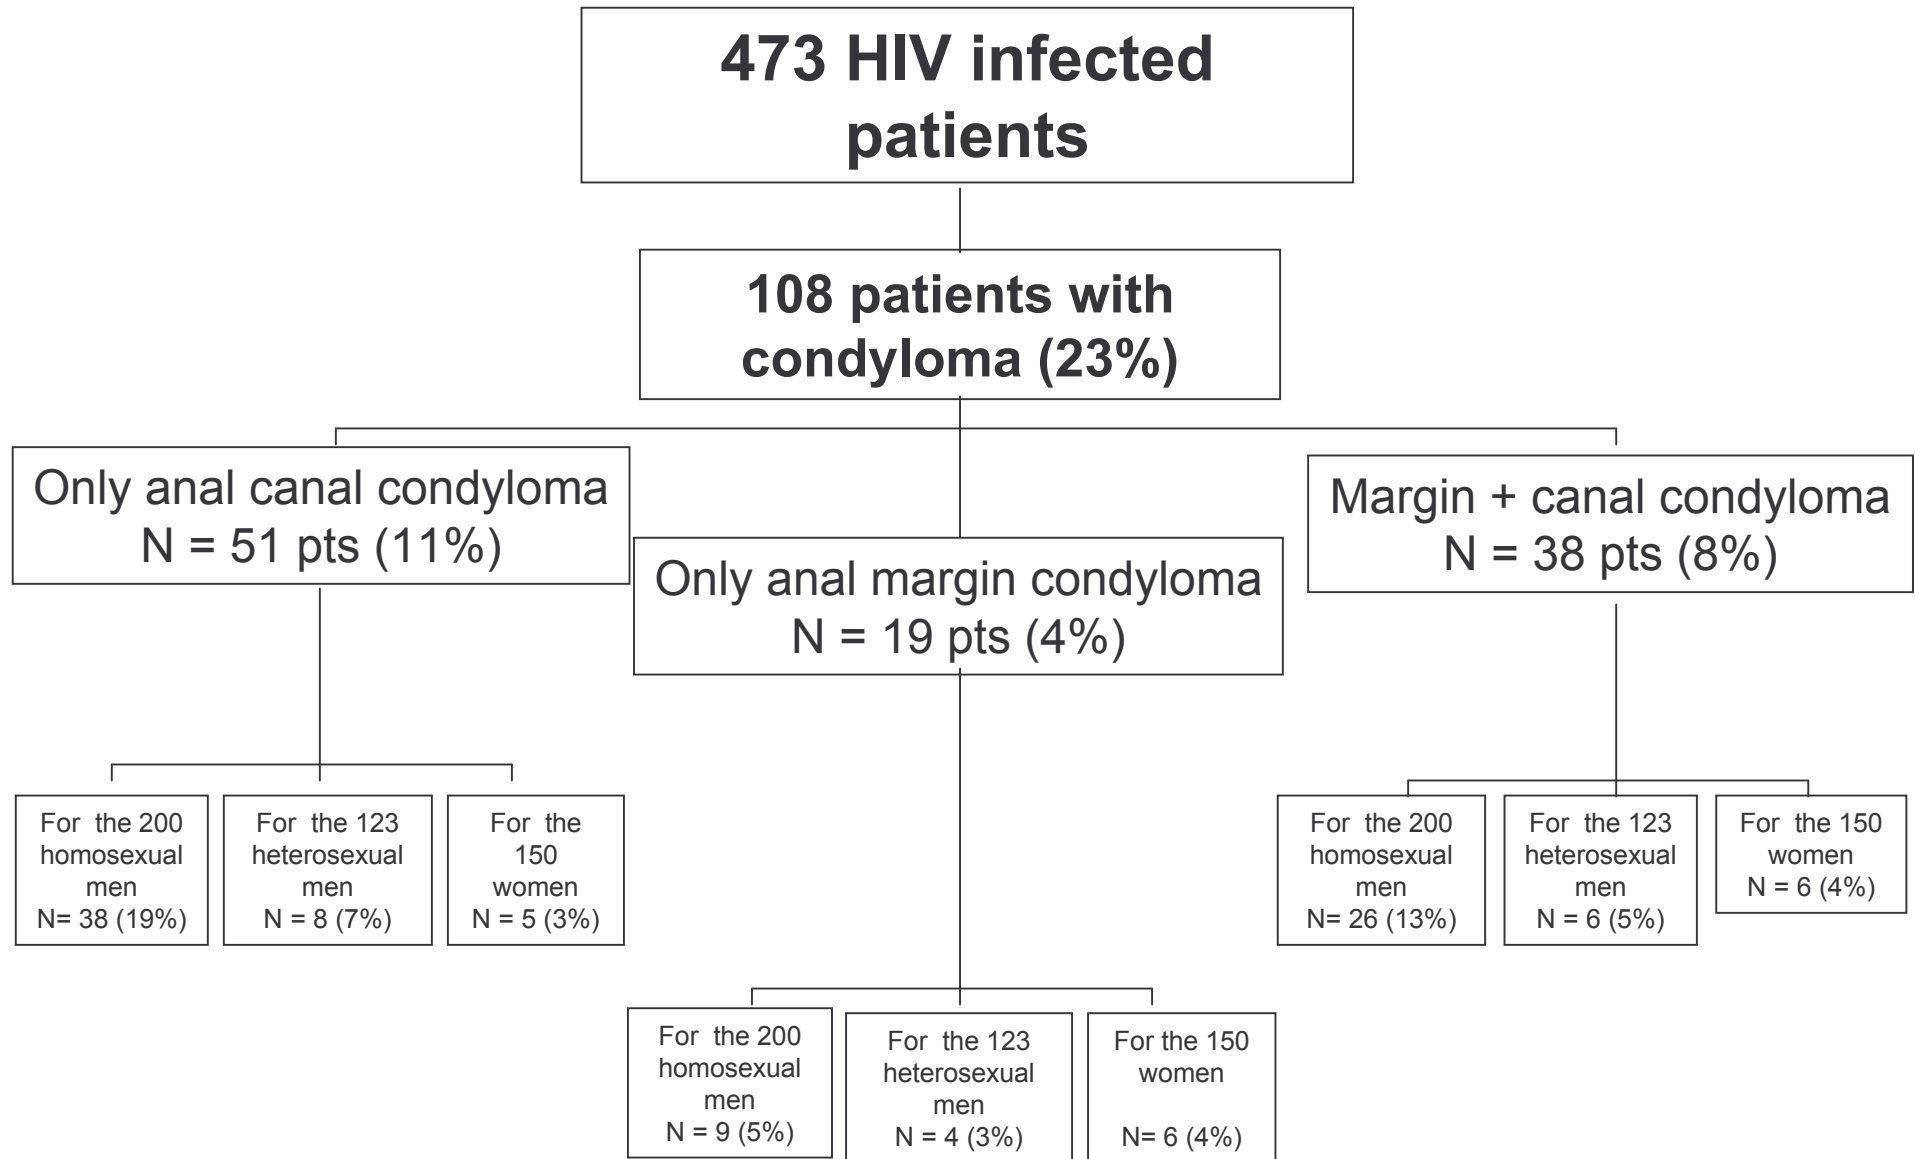 473 HIV infected
patients
108 patients with
condyloma (23%)
Only anal canal condyloma
N = 51 pts (11%)
Only anal margin condyloma
N = 19 pts (4%)
Margin + canal condyloma
N = 38 pts (8%)
For the 200
homosexual
men
N= 38 (19%)
For the 123
heterosexual
men
N = 8 (7%)
For the
150
women
N = 5 (3%)
For the 200
homosexual
men
N = 9 (5%)
For the 123
heterosexual
men
N = 4 (3%)
For the 150
women
N= 6 (4%)
For the 200
homosexual
men
N= 26 (13%)
For the 123
heterosexual
men
N = 6 (5%)
For the 150
women
N = 6 (4%)